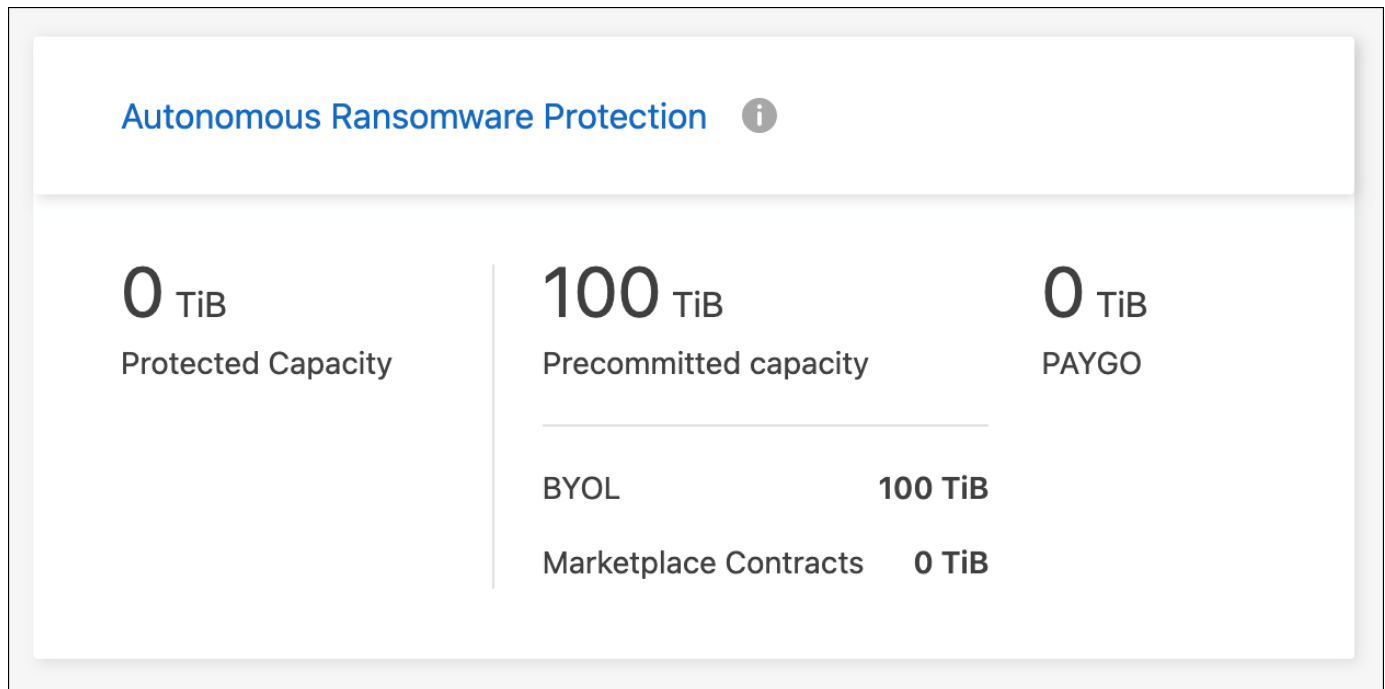 Autonomous Ransomware Protection
0 TiB
Protected Capacity
100 TiB
Precommitted capacity
BYOL 100 TiB
Marketplace Contracts 0 TiB
0 TiB
PAYGO